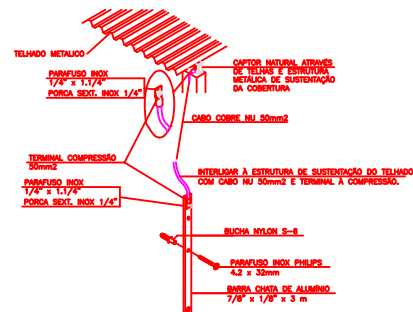 TELHADO METALICO
CAPTOR NATURAL ATRAVÉS
DE TELHAS E ESTRUTURA
METÁLICA DE SUSTENTAÇÃO
DA COBERTURA
PARAFUSO INOX
1/4" x 1.1/4"
PORCA SEXT. INOX 1/4"
CABO COBRE NU 50mm2
TERMINAL COMPRESSÃO
50mm2
INTERLIGAR À ESTRUTURA DE SUSTENTAÇÃO DO TELHADO
COM CABO NU 50mm2 E TERMINAL À COMPRESSÃO.
PARAFUSO INOX
1/4" x 1.1/4"
PORCA SEXT. INOX 1/4"
BUCHA NYLON S-6
PARAFUSO INOX PHILIPS
4.2 x 32mm
BARRA CHATA DE ALUMÍNIO
7/8" x 1/8" x 3 m